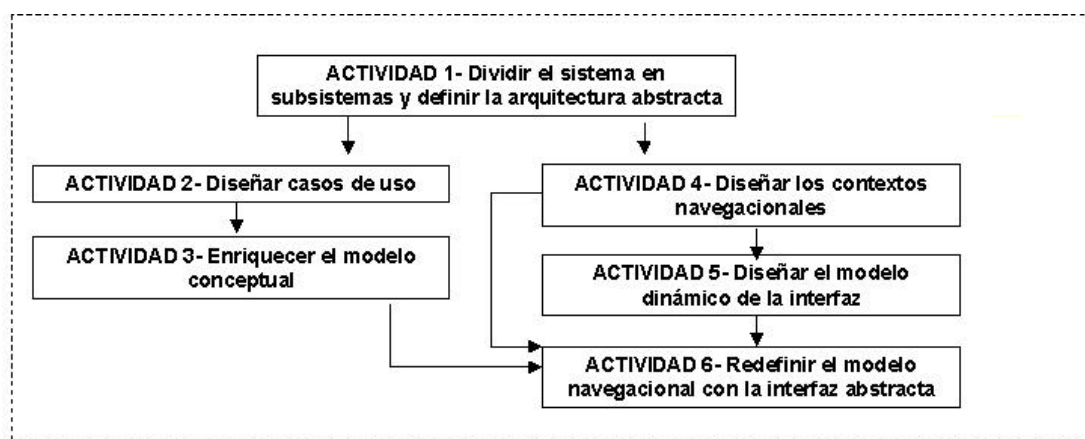 ACTIVIDAD 1- Dividir el sistema en
subsistemas y definir la arquitectura abstracta
ACTIVIDAD 2- Diseñar casos de uso
ACTIVIDAD 3- Enriquecer el modelo
conceptual
ACTIVIDAD 4- Diseñar los contextos
navegacionales
ACTIVIDAD 5- Diseñar el modelo
dinámico de la interfaz
ACTIVIDAD 6- Redefinir el modelo
navegacional con la interfaz abstracta